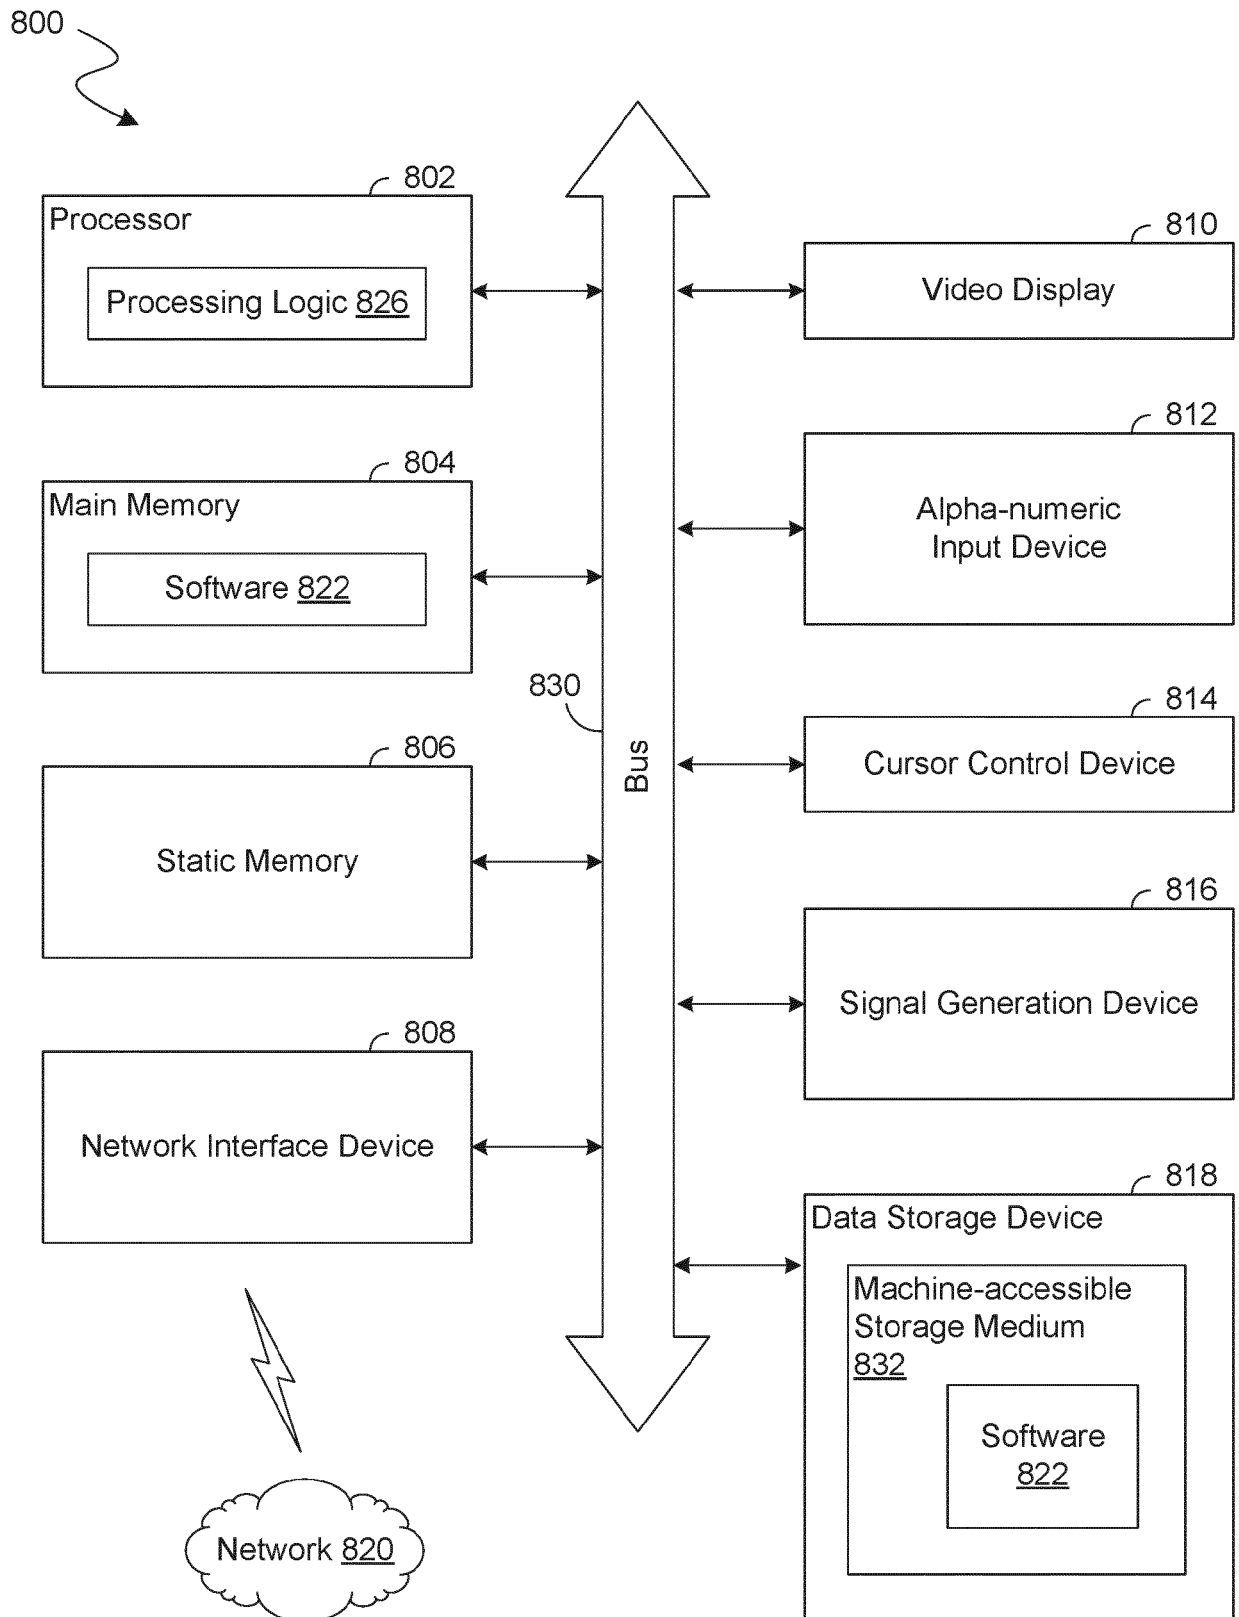 800
802
Processor
Processing Logic 826
804
Main Memory
Software 822
806
Static Memory
808
Network Interface Device
Network 820
830
Bus
810
Video Display
812
Alpha-numeric
Input Device
814
Cursor Control Device
816
Signal Generation Device
818
Data Storage Device
Machine-accessible
Storage Medium
832
Software
822